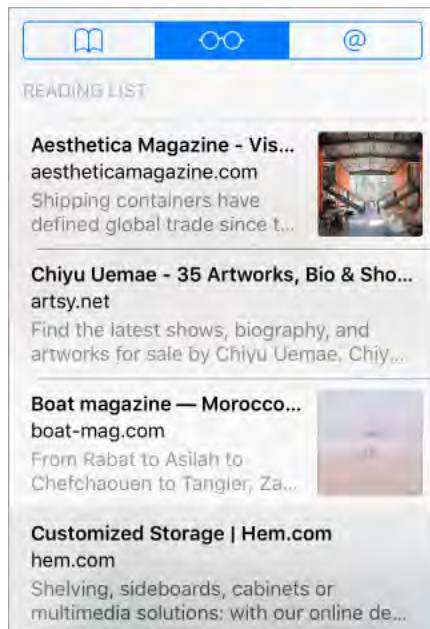 @
READING LIST
Aesthetica Magazine - Vis...
aestheticamagazine.com
Shipping containers have
defined global trade since t...
Chiyu Uemae - 35 Artworks, Bio & Sho...
artsy.net
Find the latest shows, biography, and
artworks for sale by Chiyu Uemae. Chiy...
Boat magazine — Morocco...
boat-mag.com
From Rabat to Asilah to
Chefchaouen to Tangier, Za...
Customized Storage | Hem.com
hem.com
Shelving, sideboards, cabinets or
multimedia solutions: with our online de...